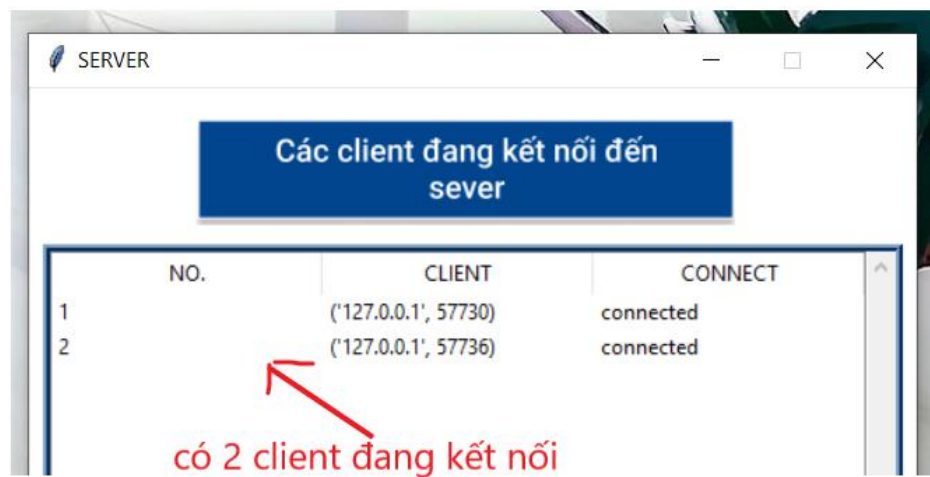 SERVER
Các client đang kết nối đến
sever
NO. CLIENT CONNECT
1 ('127.0.0.1', 57730) connected
2 ('127.0.0.1', 57736) connected
có 2 client đang kết nối